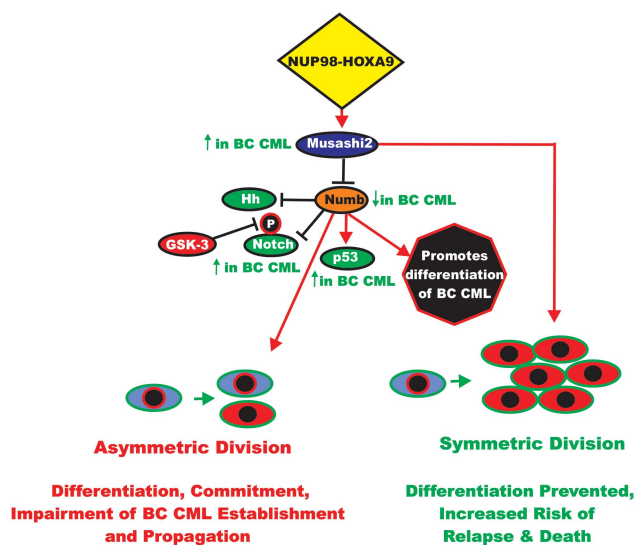 NUP98-HOXA9
↑ in BC CML
Musashi2
Hh
Numb
↓in BC CML
P
GSK-3
Notch
↑ in BC CML
p53
↑in BC CML
Promotes
differentiation
of BC CML
Asymmetric Division
Symmetric Division
Differentiation, Commitment,
Impairment of BC CML Establishment
and Propagation
Differentiation Prevented,
Increased Risk of
Relapse & Death